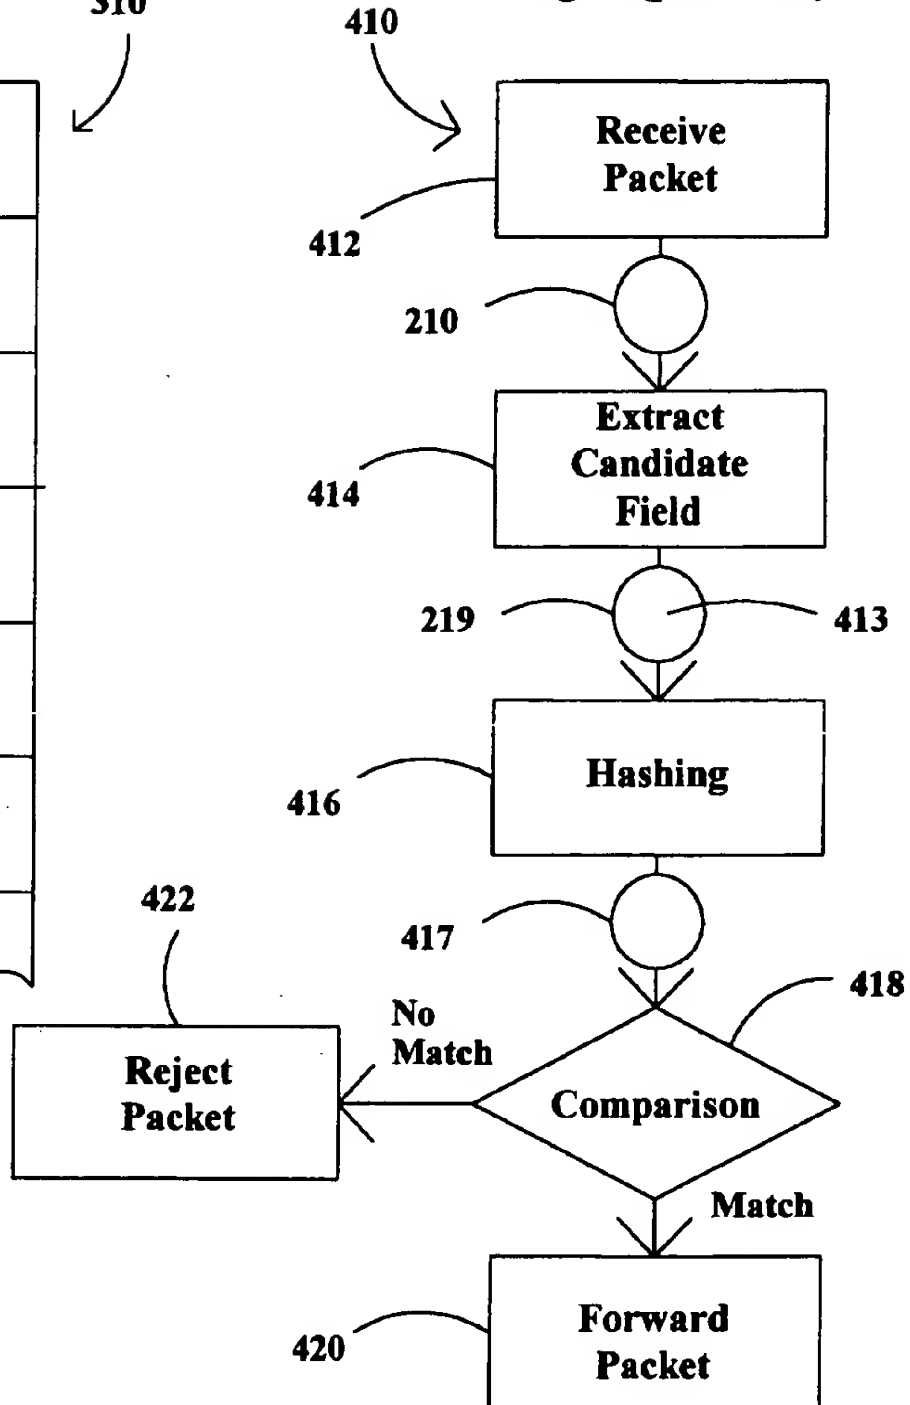 310
410
Receive
Packet
412
210
Extract
Candidate
Field
414
219
413
Hashing
416
422
417
418
No
Match
Reject
Packet
Comparison
Match
Forward
Packet
420